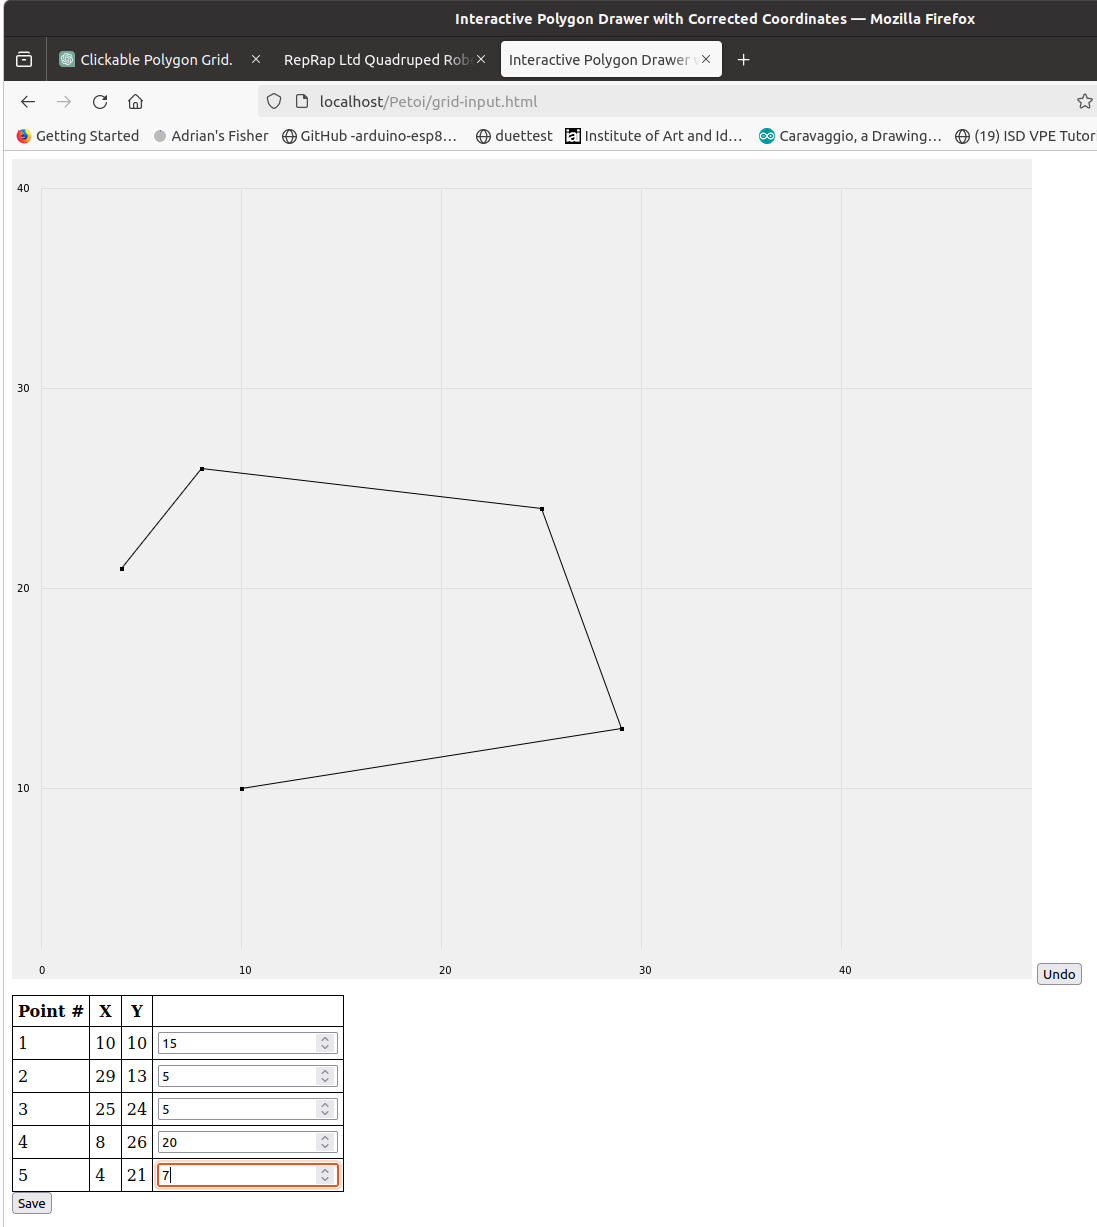 Interactive Polygon Drawer with Corrected Coordinates — Mozilla Firefox
Clickable Polygon Grid. RepRap Ltd Quadruped Rob Interactive Polygon Drawer
localhost/Petoi/grid-input.html
Getting Started Adrian's Fisher GitHub -arduino-esp8... duettest Institute of Art and Id... Caravaggio, a Drawing... (19) ISD VPE Tutor
40
30
20
10
0 10 20 30 40
Undo
Point # X Y
1 10 10 15
2 29 13 5
3 25 24 5
4 8 26 20
5 4 21 7
Save